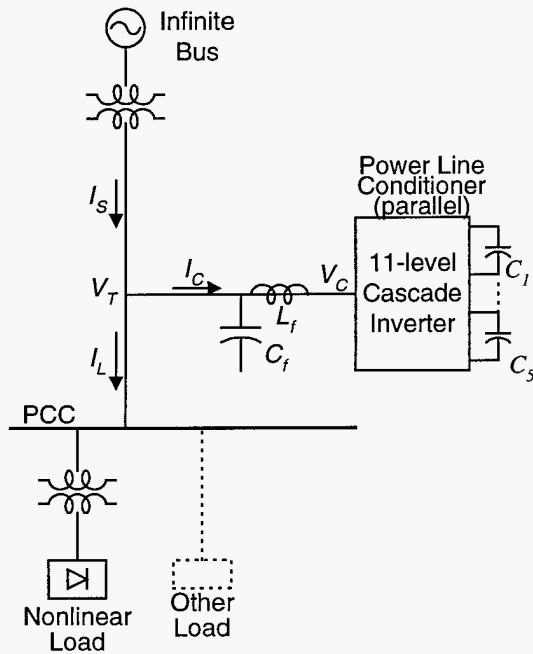 Infinite
Bus
I_S
Power Line
Conditioner
(parallel)
I_C
V_C
11-level
Cascade
Inverter
C_1
V_T
L_f
C_f
I_L
C_5
PCC
Nonlinear
Load
Other
Load